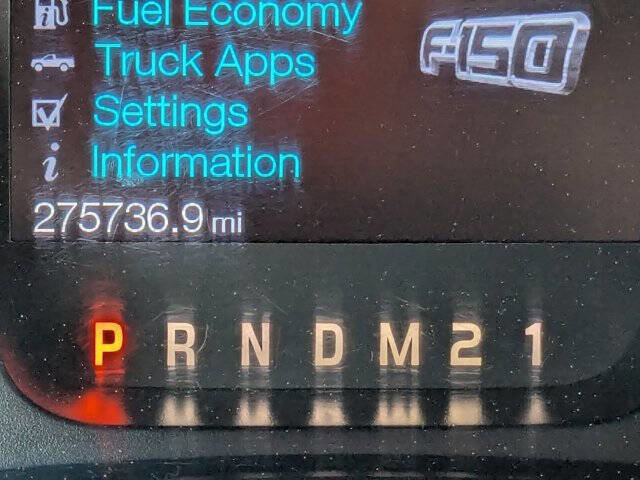 Fuel Economy
F-150
Truck Apps
Settings
Information
275736.9 mi
P R N D M 2 1